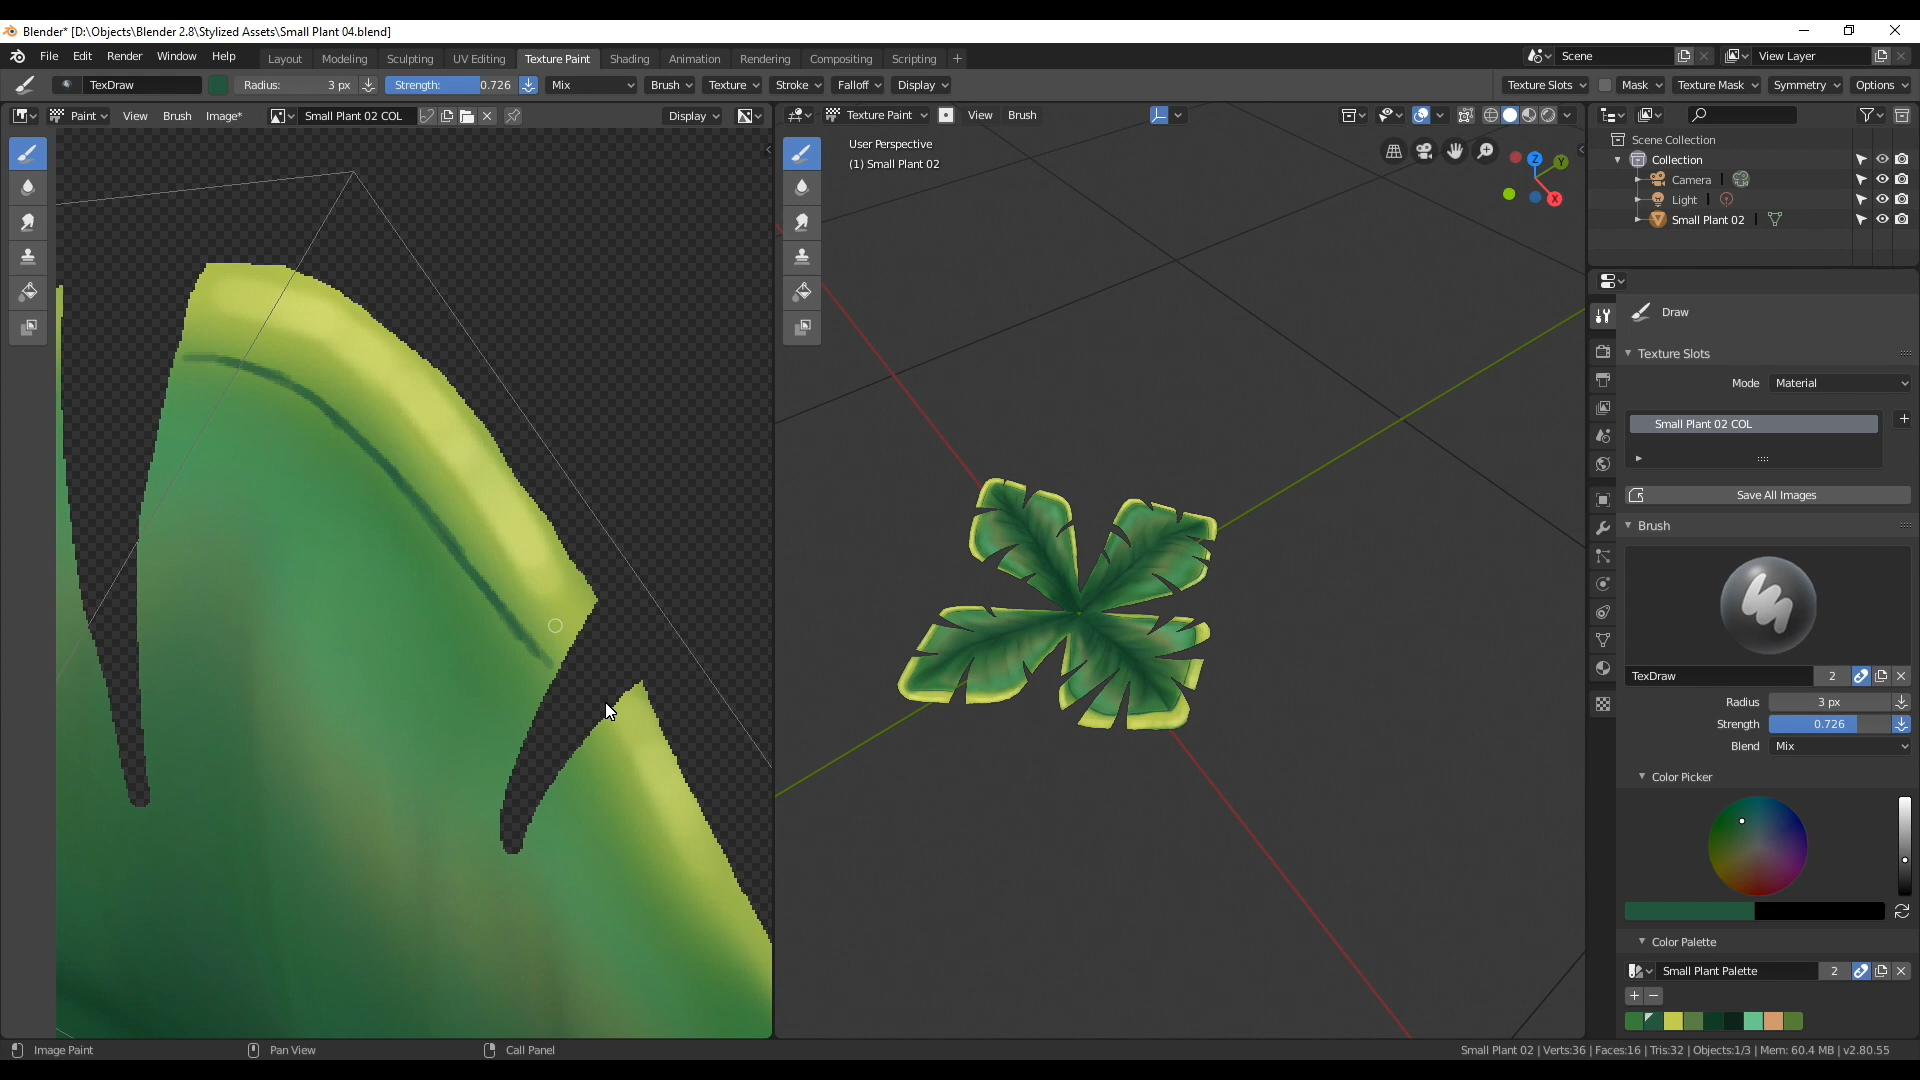 Blender* [D:\Objects\Blender 2.8\Stylized Assets\Small Plant 04.blend]
File Edit Render Window Help Layout Modeling Sculpting UV Editing Texture Paint Shading Animation Rendering Compositing Scripting + Scene View Layer
TexDraw Radius: 3 px Strength: 0.726 Mix Brush Texture Stroke Falloff Display Texture Slots Mask Texture Mask Symmetry Options
Paint View Brush Image* Small Plant 02 COL Display Texture Paint View Brush
User Perspective
(1) Small Plant 02
Z Y X
Scene Collection
Collection
Camera
Light
Small Plant 02
Draw
Texture Slots
Mode Material
Small Plant 02 COL
Save All Images
Brush
TexDraw 2
Radius 3 px
Strength 0.726
Blend Mix
Color Picker
Color Palette
Small Plant Palette 2
Image Paint Pan View Call Panel Small Plant 02 | Verts:36 | Faces:16 | Tris:32 | Objects:1/3 | Mem: 60.4 MB | v2.80.55